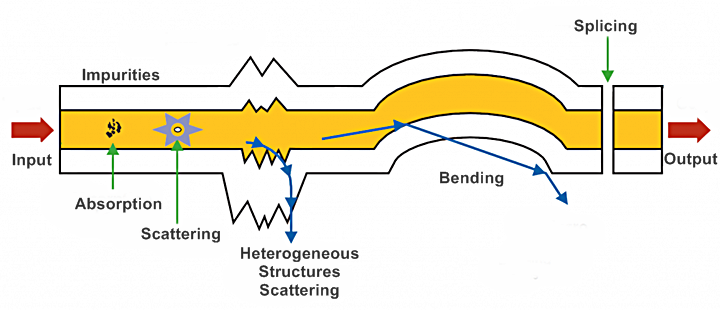 Splicing
Impurities
Input
Output
Absorption
Bending
Scattering
Heterogeneous
Structures
Scattering